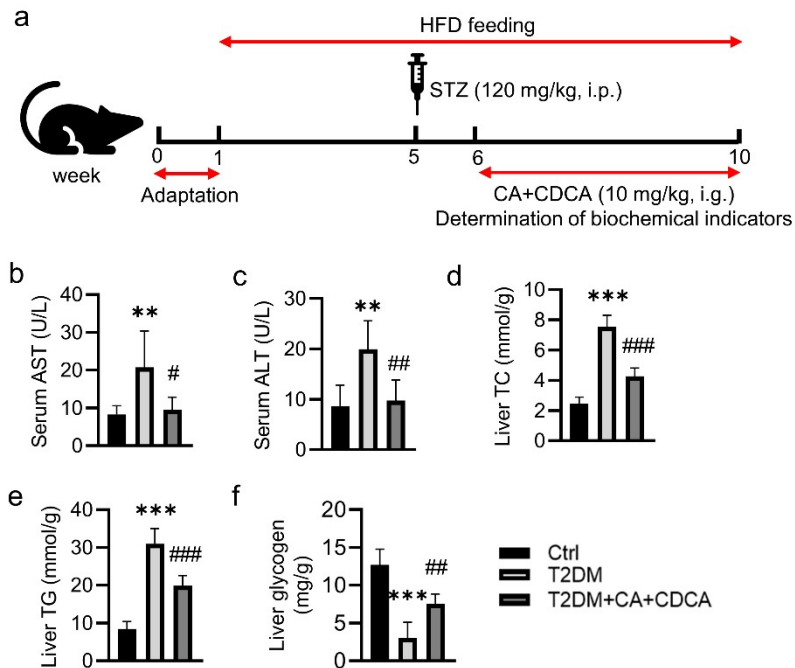 a
HFD feeding
STZ (120 mg/kg, i.p.)
0 1 5 6 10
week
Adaptation
CA+CDCA (10 mg/kg, i.g.)
Determination of biochemical indicators
b
Serum AST (U/L)
40
30
20
10
0
**
#
c
Serum ALT (U/L)
30
20
10
0
**
##
d
Liver TC (mmol/g)
8
6
4
2
0
***
###
e
Liver TG (mmol/g)
40
30
20
10
0
***
###
f
Liver glycogen
(mg/g)
20
15
10
5
0
***
##
Ctrl
T2DM
T2DM+CA+CDCA